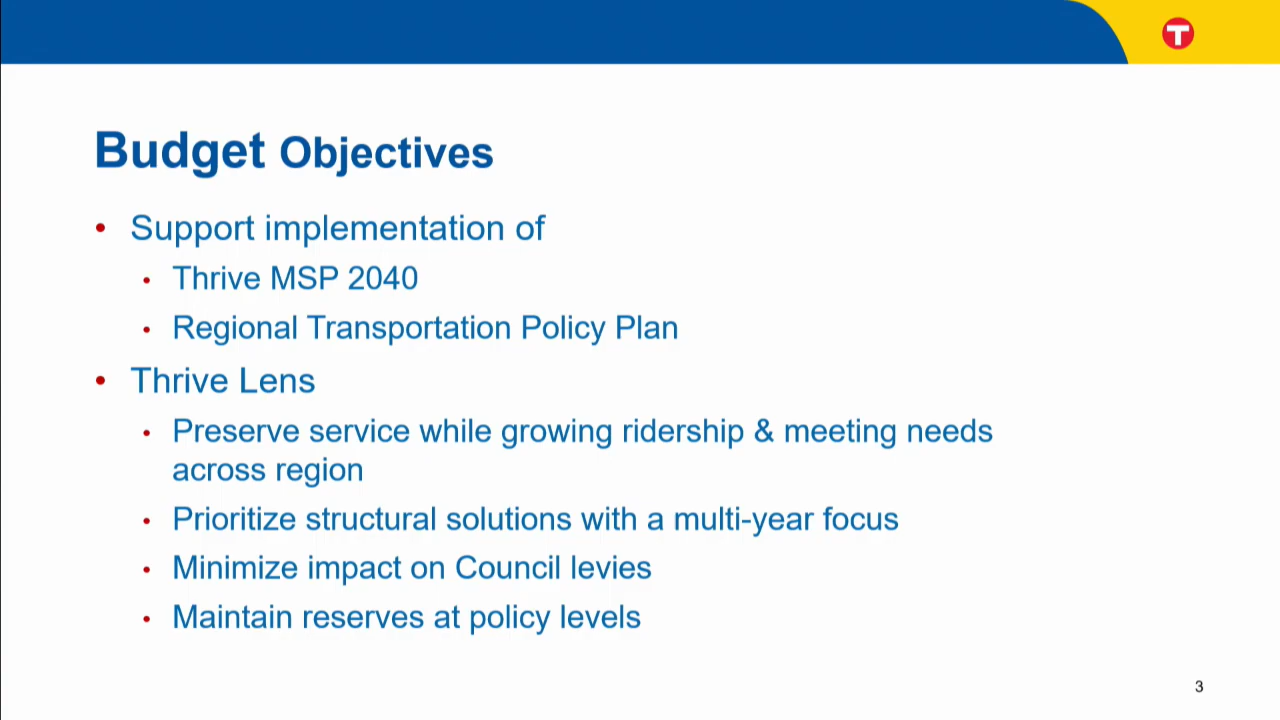 T
Budget Objectives
• Support implementation of
• Thrive MSP 2040
• Regional Transportation Policy Plan
• Thrive Lens
• Preserve service while growing ridership & meeting needs
across region
• Prioritize structural solutions with a multi-year focus
• Minimize impact on Council levies
• Maintain reserves at policy levels
3